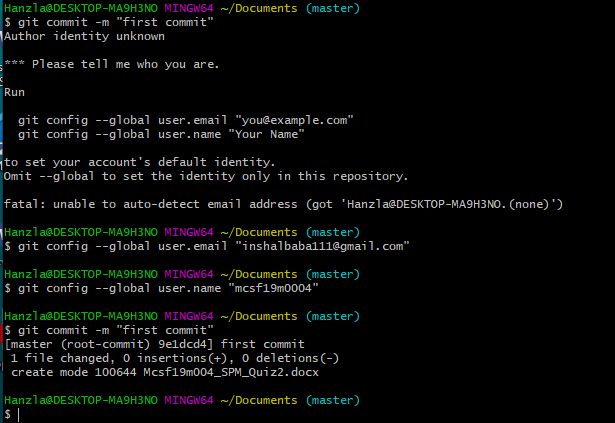 Hanzla@DESKTOP-MA9H3NO MINGW64 ~/Documents (master)
$ git commit -m "first commit"
Author identity unknown
*** Please tell me who you are.
Run
git config --global user.email "you@example.com"
git config --global user.name "Your Name"
to set your account's default identity.
Omit --global to set the identity only in this repository.
fatal: unable to auto-detect email address (got 'Hanzla@DESKTOP-MA9H3NO.(none)')
Hanzla@DESKTOP-MA9H3NO MINGW64 ~/Documents (master)
$ git config --global user.email "inshalbaba111@gmail.com"
Hanzla@DESKTOP-MA9H3NO MINGW64 ~/Documents (master)
$ git config --global user.name "mcsf19m0004"
Hanzla@DESKTOP-MA9H3NO MINGW64 ~/Documents (master)
$ git commit -m "first commit"
[master (root-commit) 9e1dcd4] first commit
1 file changed, 0 insertions(+), 0 deletions(-)
create mode 100644 Mcsf19m004_SPM_Quiz2.docx
Hanzla@DESKTOP-MA9H3NO MINGW64 ~/Documents (master)
$